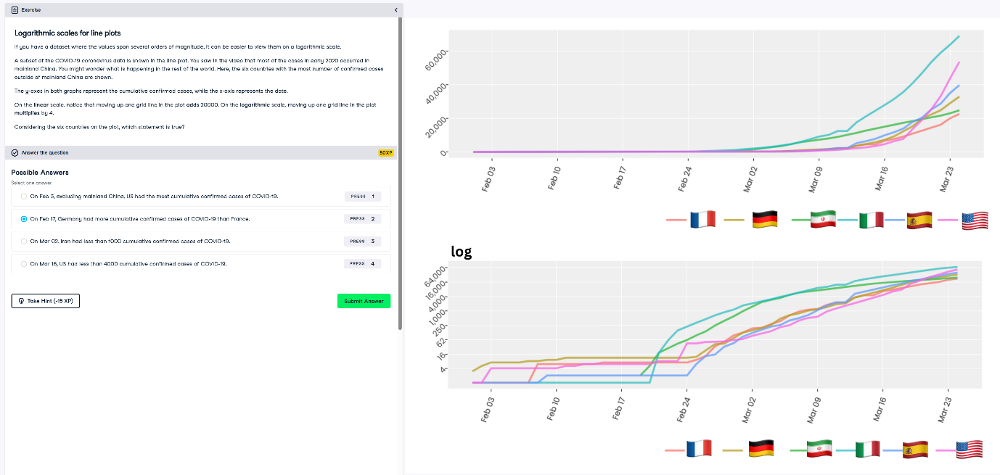 Exercise
Logarithmic scales for line plots
If you have a dataset where the values span several orders of magnitude, it can be easier to view them on a logarithmic scale.
A subset of the COVID-19 coronavirus data is shown in the line plot. You saw in the video that most of the cases in early 2020 occurred in
mainland China. You might wonder what is happening in the rest of the world. Here, the six countries with the most number of confirmed cases
outside of mainland China are shown.
The y-axes in both graphs represent the cumulative confirmed cases, while the x-axis represents the date.
On the linear scale, notice that moving up one grid line in the plot adds 20000. On the logarithmic scale, moving up one grid line in the plot
multiplies by 4.
Considering the six countries on the plot, which statement is true?
Answer the question
50XP
Possible Answers
Select one answer
On Feb 3, excluding mainland China, US had the most cumulative confirmed cases of COVID-19.
PRESS 1
On Feb 17, Germany had more cumulative confirmed cases of COVID-19 than France.
PRESS 2
On Mar 02, Iran had less than 1000 cumulative confirmed cases of COVID-19.
PRESS 3
On Mar 16, US had less than 4000 cumulative confirmed cases of COVID-19.
PRESS 4
Take Hint (-15 XP)
Submit Answer
60,000
40,000
20,000
0
Feb 03
Feb 10
Feb 17
Feb 24
Mar 02
Mar 09
Mar 16
Mar 23
log
64,000
16,000
4,000
1,000
250
62
16
4
Feb 03
Feb 10
Feb 17
Feb 24
Mar 02
Mar 09
Mar 16
Mar 23